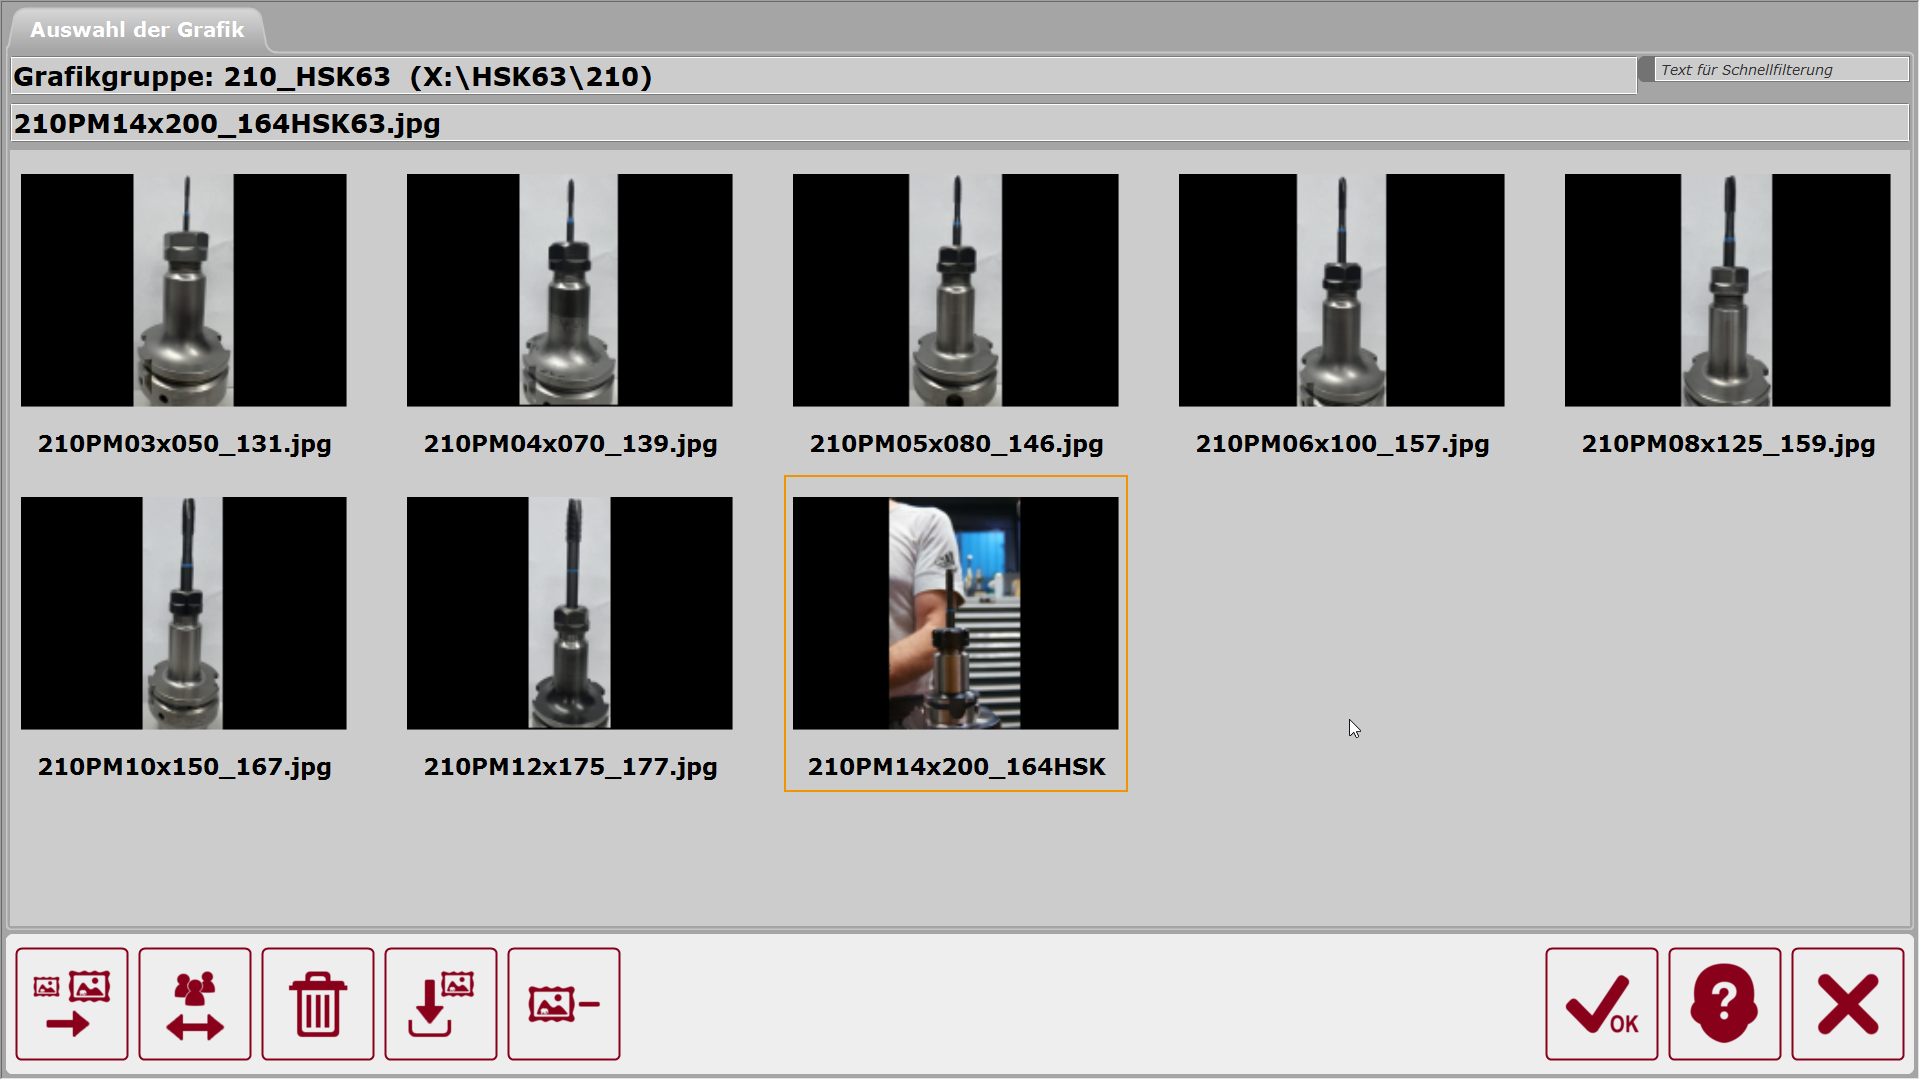 Auswahl der Grafik
Grafikgruppe: 210_HSK63 (X:\HSK63\210)
Text für Schnellfilterung
210PM14x200_164HSK63.jpg
210PM03x050_131.jpg
210PM04x070_139.jpg
210PM05x080_146.jpg
210PM06x100_157.jpg
210PM08x125_159.jpg
210PM10x150_167.jpg
210PM12x175_177.jpg
210PM14x200_164HSK
OK
?